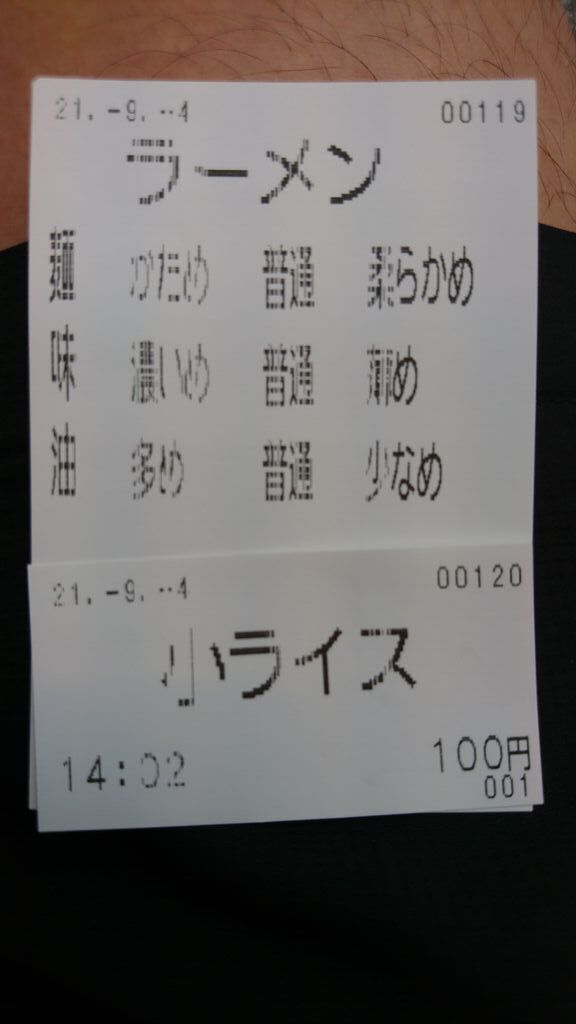 21.-9.-4 00119
ラーメン
麺 かため 普通 柔らかめ
味 濃いめ 普通 薄め
油 多め 普通 少なめ
21.-9.-4 00120
小ライス
14:02 100円
001